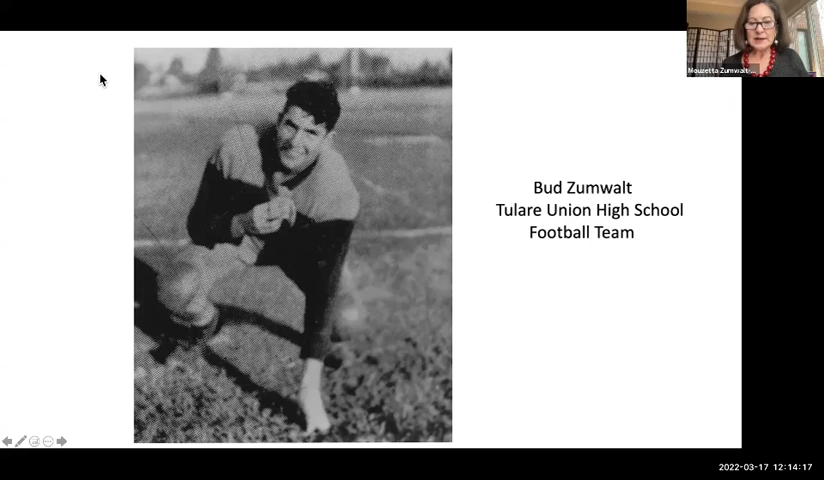 Mouzetta Zumwalt-...
Bud Zumwalt
Tulare Union High School
Football Team
2022-03-17 12:14:17